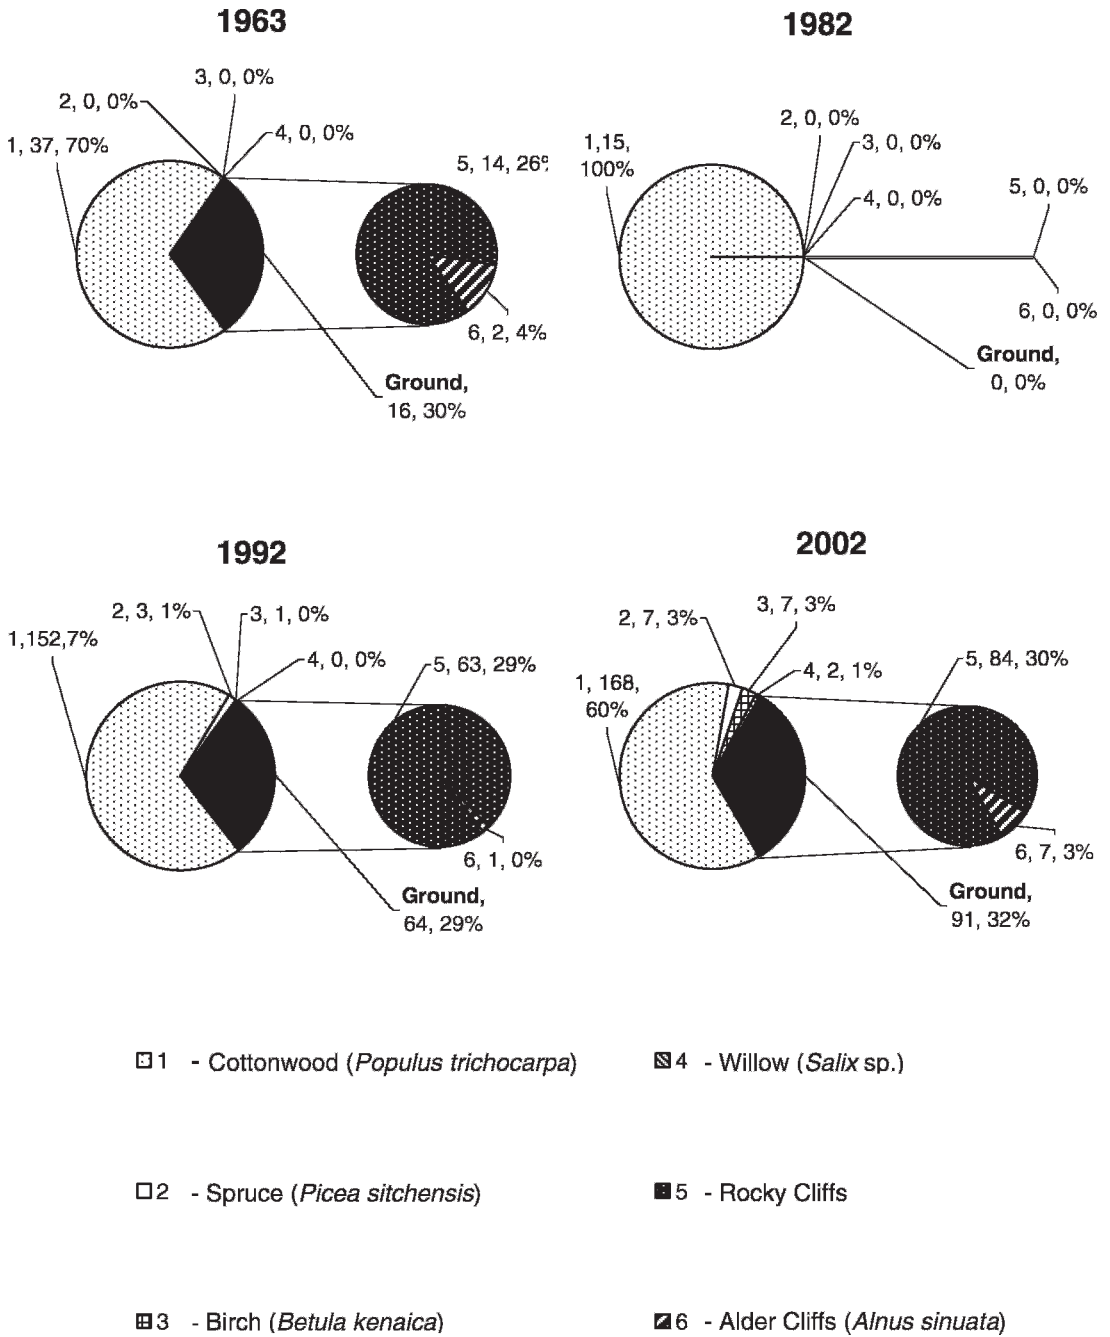 1963
3, 0, 0%
2, 0, 0%
4, 0, 0%
1, 37, 70%
5, 14, 26%
6, 2, 4%
Ground,
16, 30%
1982
2, 0, 0%
1,15,
100%
3, 0, 0%
4, 0, 0%
5, 0, 0%
6, 0, 0%
Ground,
0, 0%
1992
2, 3, 1%
3, 1, 0%
1,152,7%
4, 0, 0%
5, 63, 29%
6, 1, 0%
Ground,
64, 29%
2002
3, 7, 3%
2, 7, 3%
4, 2, 1%
5, 84, 30%
1, 168,
60%
6, 7, 3%
Ground,
91, 32%
1 - Cottonwood (Populus trichocarpa)
4 - Willow (Salix sp.)
2 - Spruce (Picea sitchensis)
5 - Rocky Cliffs
3 - Birch (Betula kenaica)
6 - Alder Cliffs (Alnus sinuata)